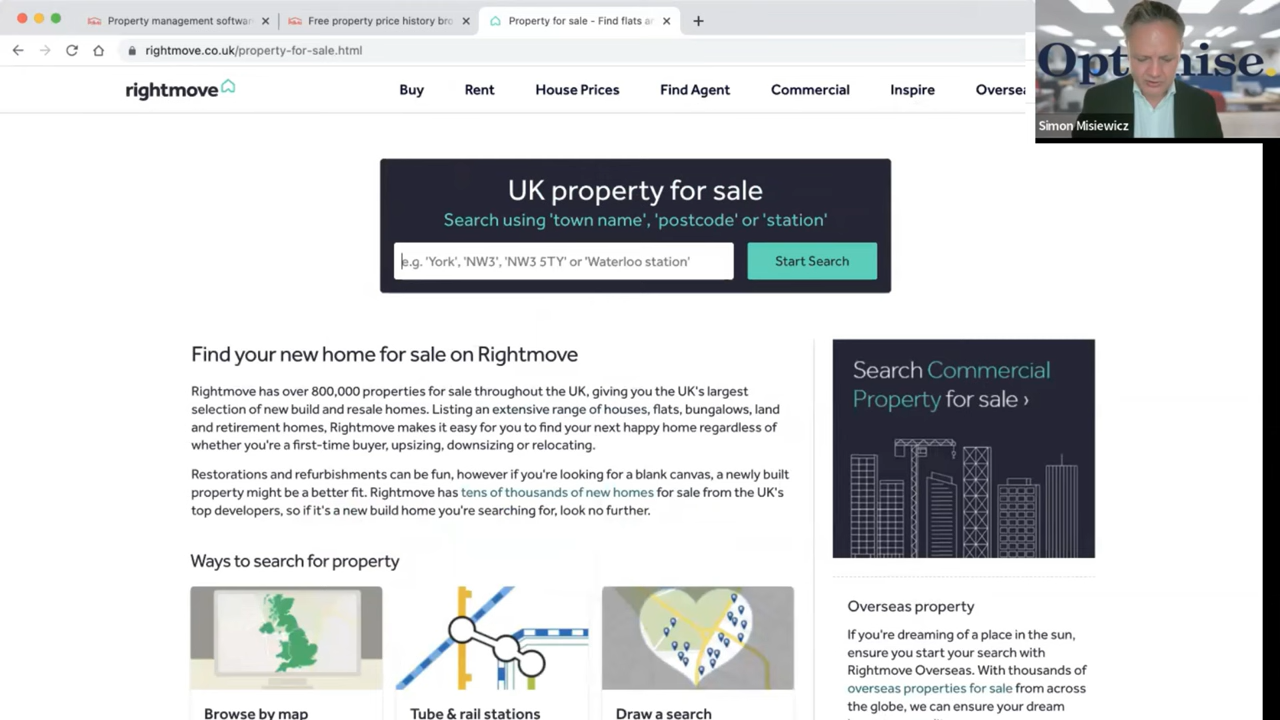 Property management softwar
Free property price history bro
Property for sale - Find flats a
rightmove.co.uk/property-for-sale.html
rightmove
Buy
Rent
House Prices
Find Agent
Commercial
Inspire
Oversea
Optimise.
Simon Misiewicz
UK property for sale
Search using 'town name', 'postcode' or 'station'
e.g. 'York', 'NW3', 'NW3 5TY' or 'Waterloo station'
Start Search
Find your new home for sale on Rightmove
Rightmove has over 800,000 properties for sale throughout the UK, giving you the UK's largest
selection of new build and resale homes. Listing an extensive range of houses, flats, bungalows, land
and retirement homes, Rightmove makes it easy for you to find your next happy home regardless of
whether you're a first-time buyer, upsizing, downsizing or relocating.
Restorations and refurbishments can be fun, however if you're looking for a blank canvas, a newly built
property might be a better fit. Rightmove has tens of thousands of new homes for sale from the UK's
top developers, so if it's a new build home you're searching for, look no further.
Ways to search for property
Browse by map
Tube & rail stations
Draw a search
Search Commercial
Property for sale ›
Overseas property
If you're dreaming of a place in the sun,
ensure you start your search with
Rightmove Overseas. With thousands of
overseas properties for sale from across
the globe, we can ensure your dream